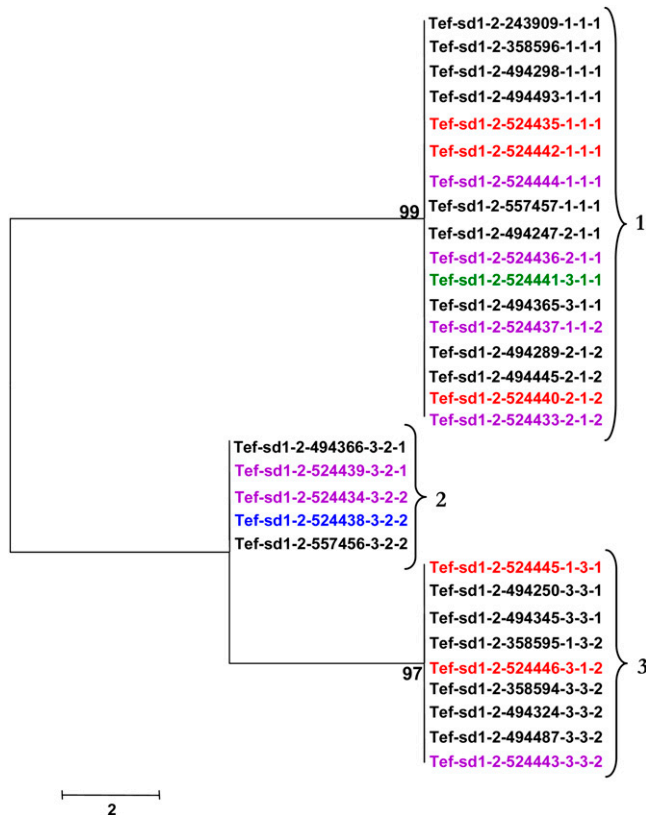 Tef-sd1-2-243909-1-1-1
Tef-sd1-2-358596-1-1-1
Tef-sd1-2-494298-1-1-1
Tef-sd1-2-494493-1-1-1
Tef-sd1-2-524435-1-1-1
Tef-sd1-2-524442-1-1-1
Tef-sd1-2-524444-1-1-1
99
Tef-sd1-2-557457-1-1-1
1
Tef-sd1-2-494247-2-1-1
Tef-sd1-2-524436-2-1-1
Tef-sd1-2-524441-3-1-1
Tef-sd1-2-494365-3-1-1
Tef-sd1-2-524437-1-1-2
Tef-sd1-2-494289-2-1-2
Tef-sd1-2-494445-2-1-2
Tef-sd1-2-524440-2-1-2
Tef-sd1-2-524433-2-1-2
Tef-sd1-2-494366-3-2-1
Tef-sd1-2-524439-3-2-1
Tef-sd1-2-524434-3-2-2
2
Tef-sd1-2-524438-3-2-2
Tef-sd1-2-557456-3-2-2
Tef-sd1-2-524445-1-3-1
Tef-sd1-2-494250-3-3-1
Tef-sd1-2-494345-3-3-1
Tef-sd1-2-358595-1-3-2
97
Tef-sd1-2-524446-3-1-2
3
Tef-sd1-2-358594-3-3-2
Tef-sd1-2-494324-3-3-2
Tef-sd1-2-494487-3-3-2
Tef-sd1-2-524443-3-3-2
2